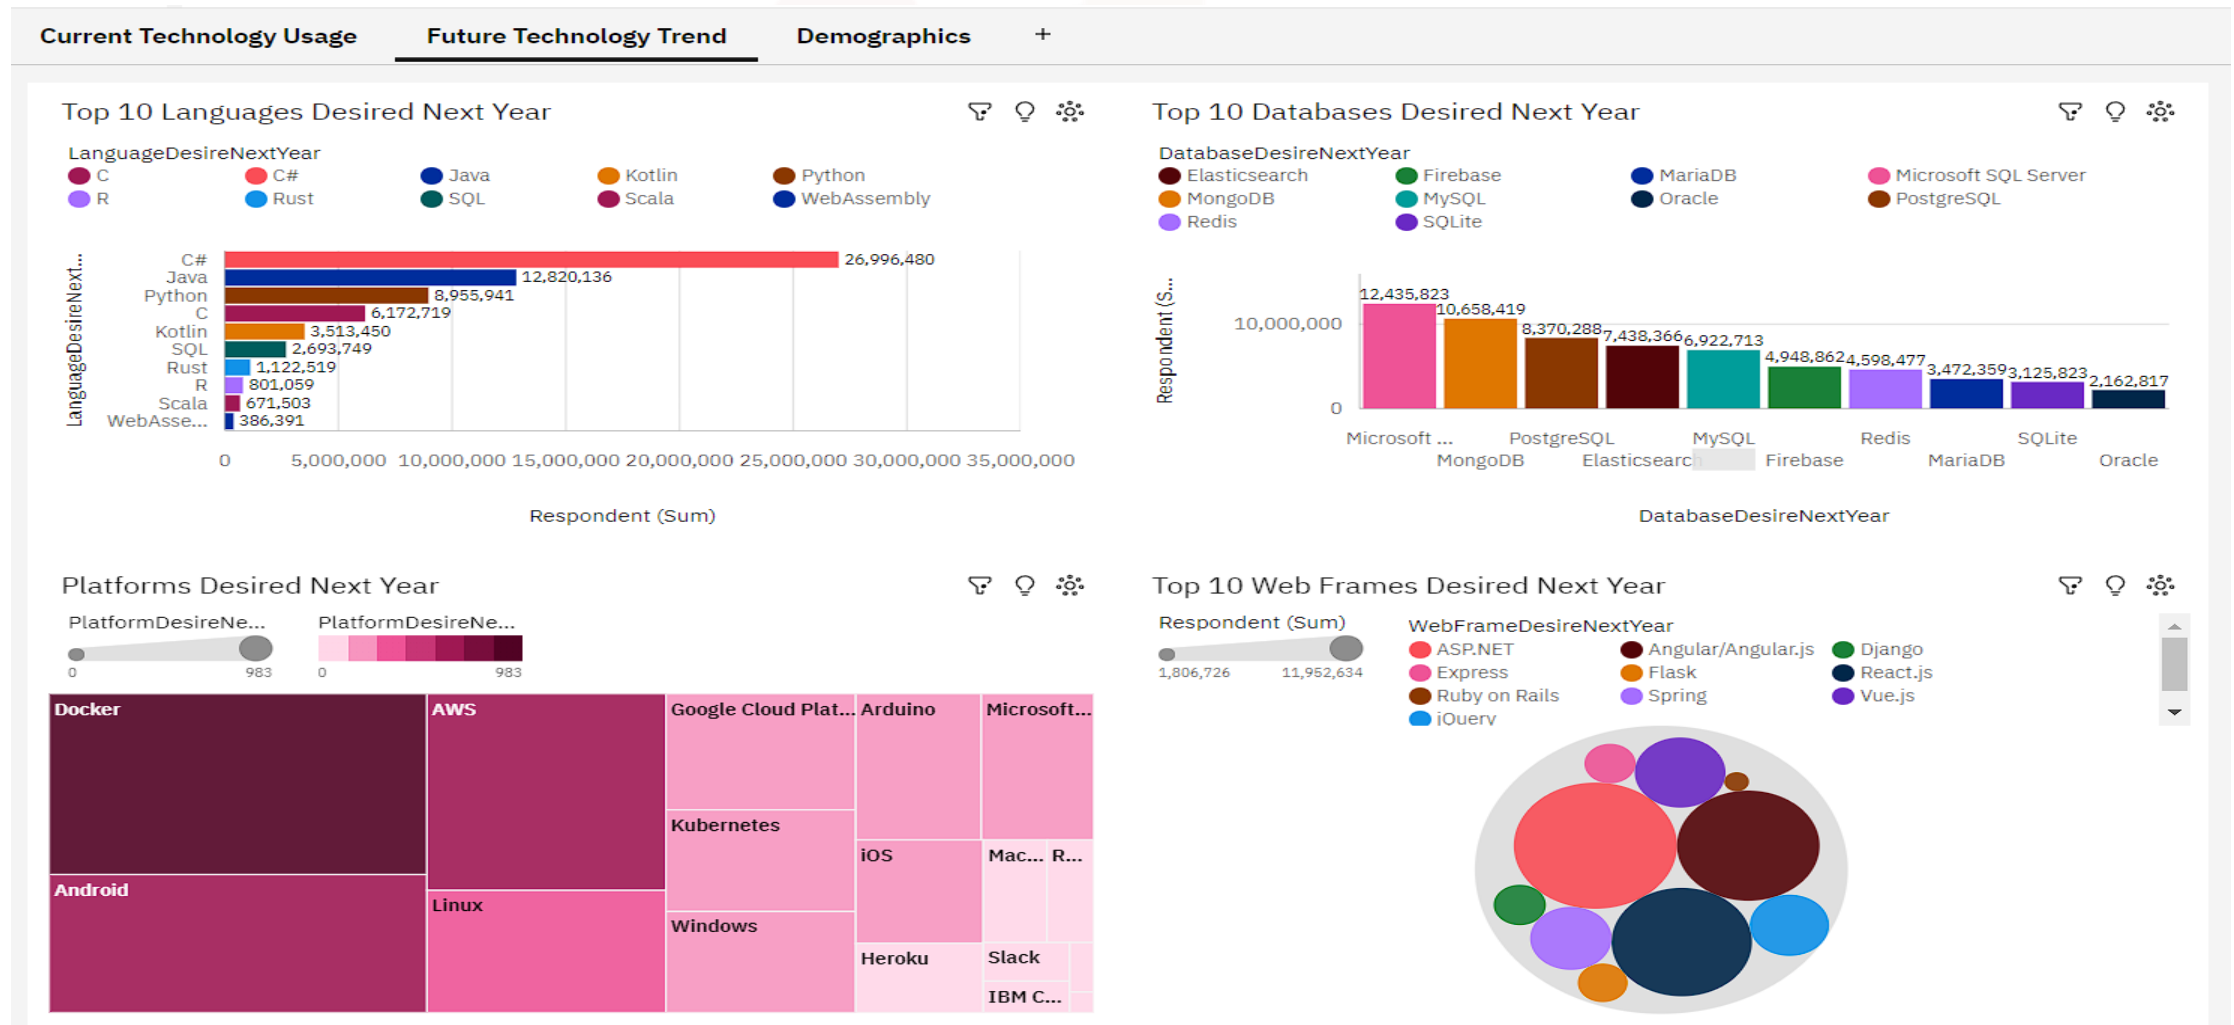 Current Technology Usage Future Technology Trend Demographics +
Top 10 Languages Desired Next Year
LanguageDesireNextYear
C C# Java Kotlin Python
R Rust SQL Scala WebAssembly
LanguageDesireNext...
C# 26,996,480
Java 12,820,136
Python 8,955,941
C 6,172,719
Kotlin 3,513,450
SQL 2,693,749
Rust 1,122,519
R 801,059
Scala 671,503
WebAsse... 386,391
0 5,000,000 10,000,000 15,000,000 20,000,000 25,000,000 30,000,000 35,000,000
Respondent (Sum)
Top 10 Databases Desired Next Year
DatabaseDesireNextYear
Elasticsearch Firebase MariaDB Microsoft SQL Server
MongoDB MySQL Oracle PostgreSQL
Redis SQLite
Respondent (S...
10,000,000
0
12,435,823 10,658,419 8,370,288 7,438,366 6,922,713 4,948,862 4,598,477 3,472,359 3,125,823 2,162,817
Microsoft ... PostgreSQL MySQL Redis SQLite
MongoDB Elasticsearch Firebase MariaDB Oracle
DatabaseDesireNextYear
Platforms Desired Next Year
PlatformDesireNe... PlatformDesireNe...
0 983 0 983
Docker AWS Google Cloud Plat... Arduino Microsoft...
Kubernetes
iOS Mac... R...
Android
Linux
Windows
Heroku Slack
IBM C...
Top 10 Web Frames Desired Next Year
Respondent (Sum)
1,806,726 11,952,634
WebFrameDesireNextYear
ASP.NET Angular/Angular.js Django
Express Flask React.js
Ruby on Rails Spring Vue.js
jQuery